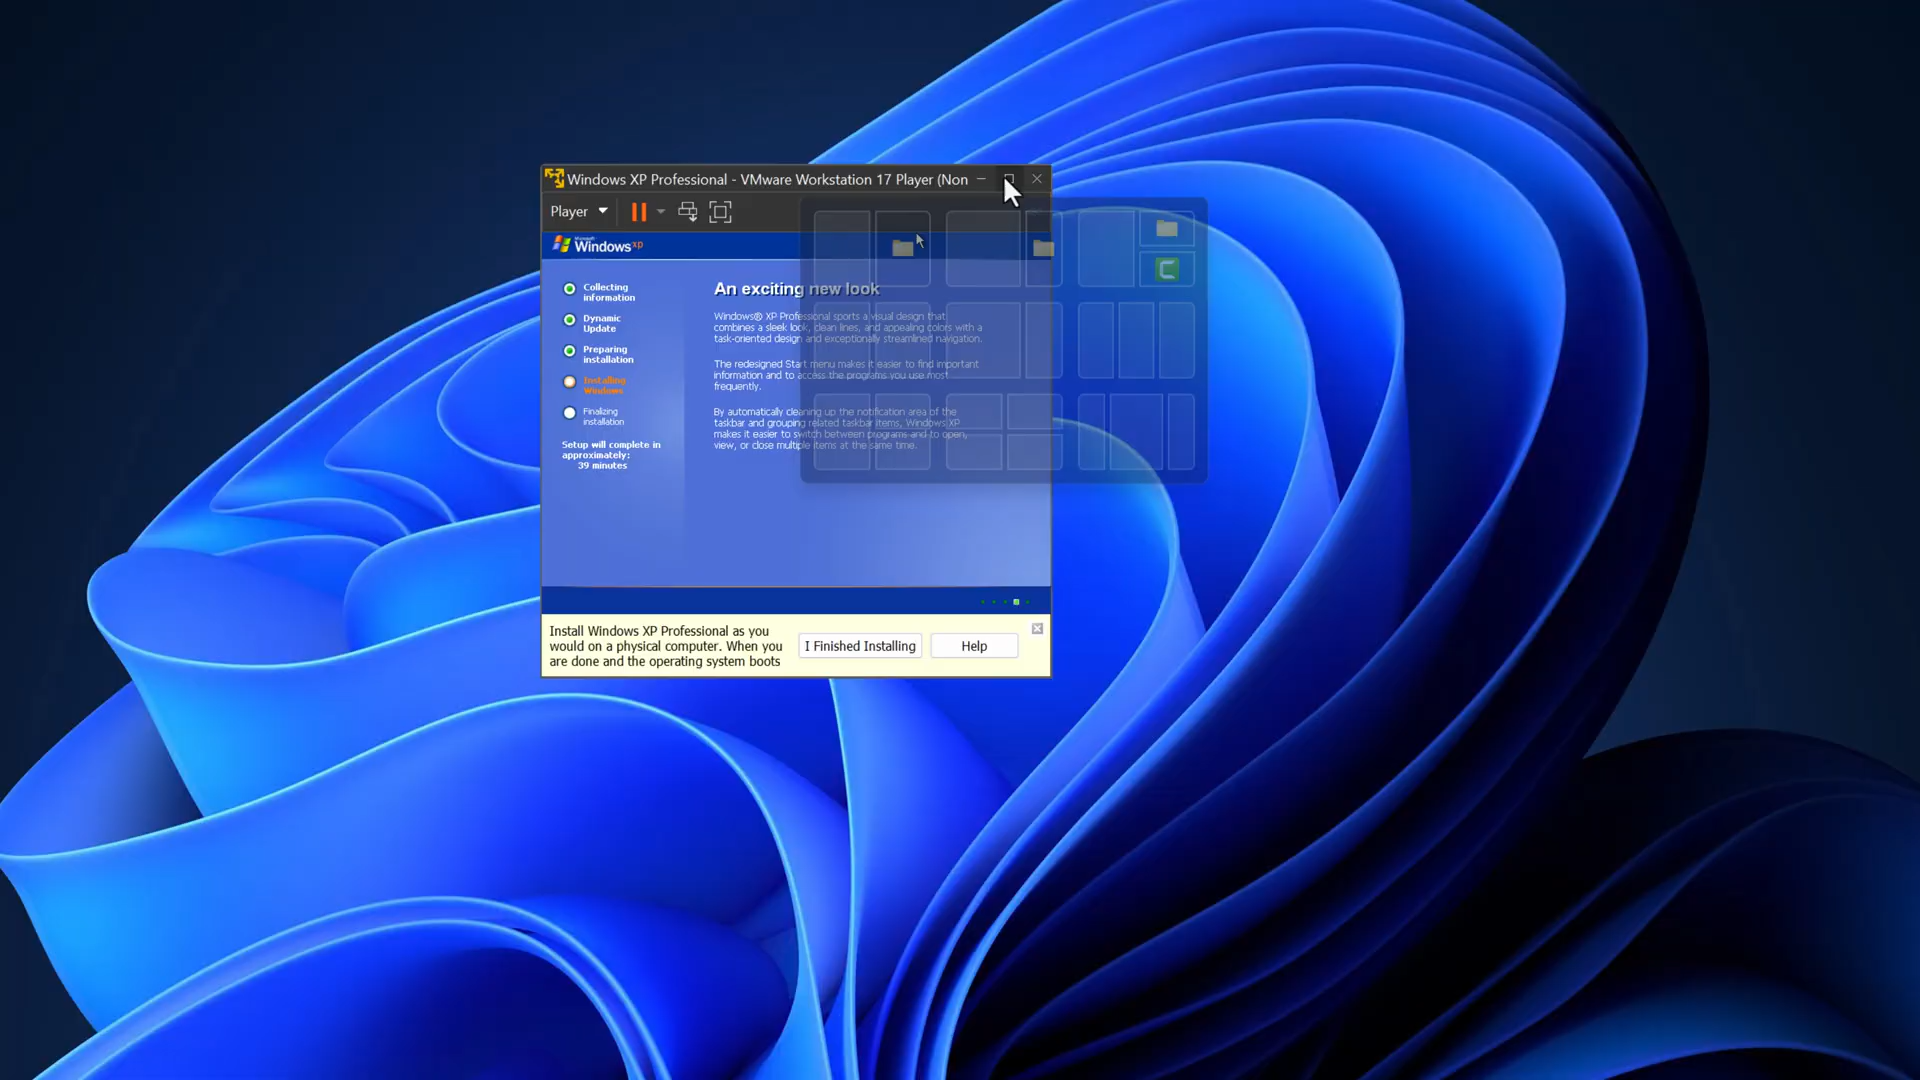 Windows XP Professional - VMware Workstation 17 Player (Non
Player
Microsoft
Windows xp
Collecting
information
Dynamic
Update
Preparing
installation
Installing
Windows
Finalizing
installation
Setup will complete in
approximately:
39 minutes
An exciting new look
Windows® XP Professional sports a visual design that
combines a sleek look, clean lines, and appealing colors with a
task-oriented design and exceptionally streamlined navigation.
The redesigned Start menu makes it easier to find important
information and to access the programs you use most
frequently.
By automatically cleaning up the notification area of the
taskbar and grouping related taskbar items, Windows XP
makes it easier to switch between programs and to open,
view, or close multiple items at the same time.
Install Windows XP Professional as you
would on a physical computer. When you
are done and the operating system boots
I Finished Installing
Help